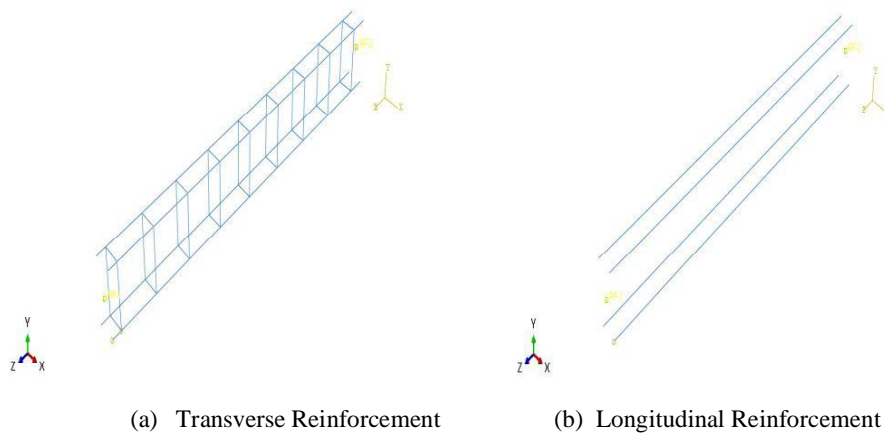 Z
X
Y
Z
X
(a) Transverse Reinforcement
Y
Z
X
(b) Longitudinal Reinforcement